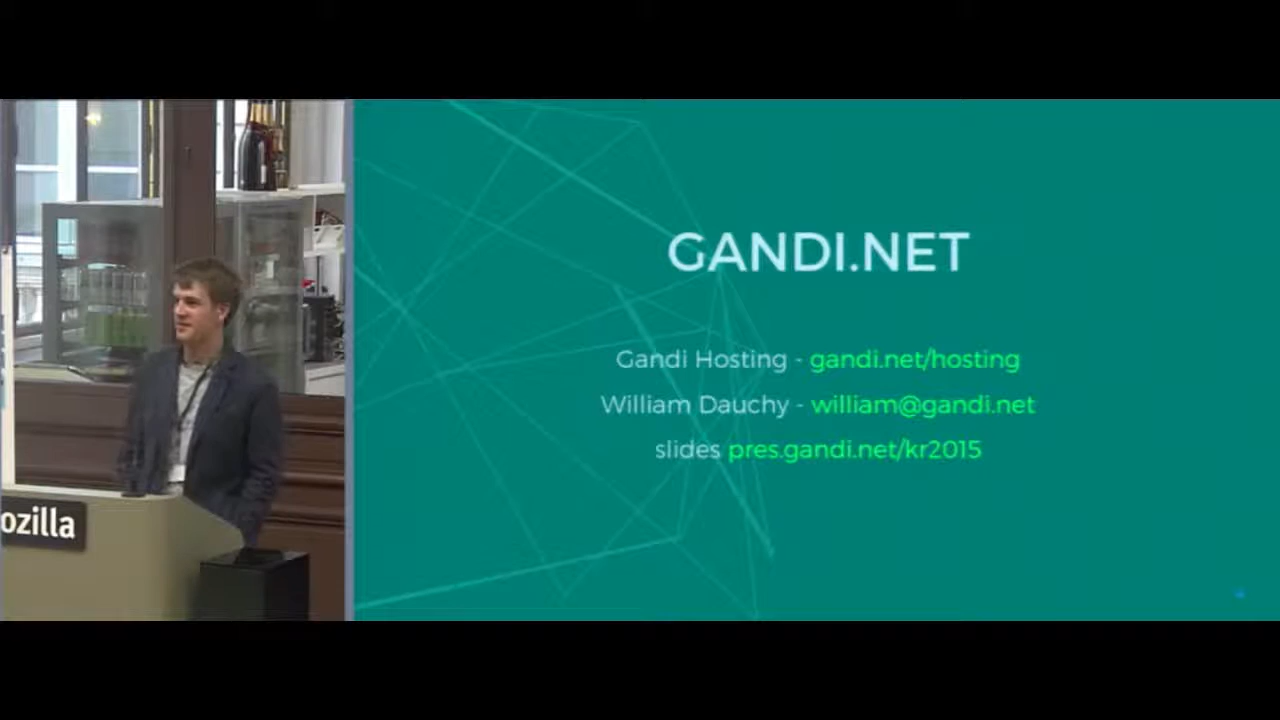 ozilla
GANDI.NET
Gandi Hosting - gandi.net/hosting
William Dauchy - william@gandi.net
slides pres.gandi.net/kr2015